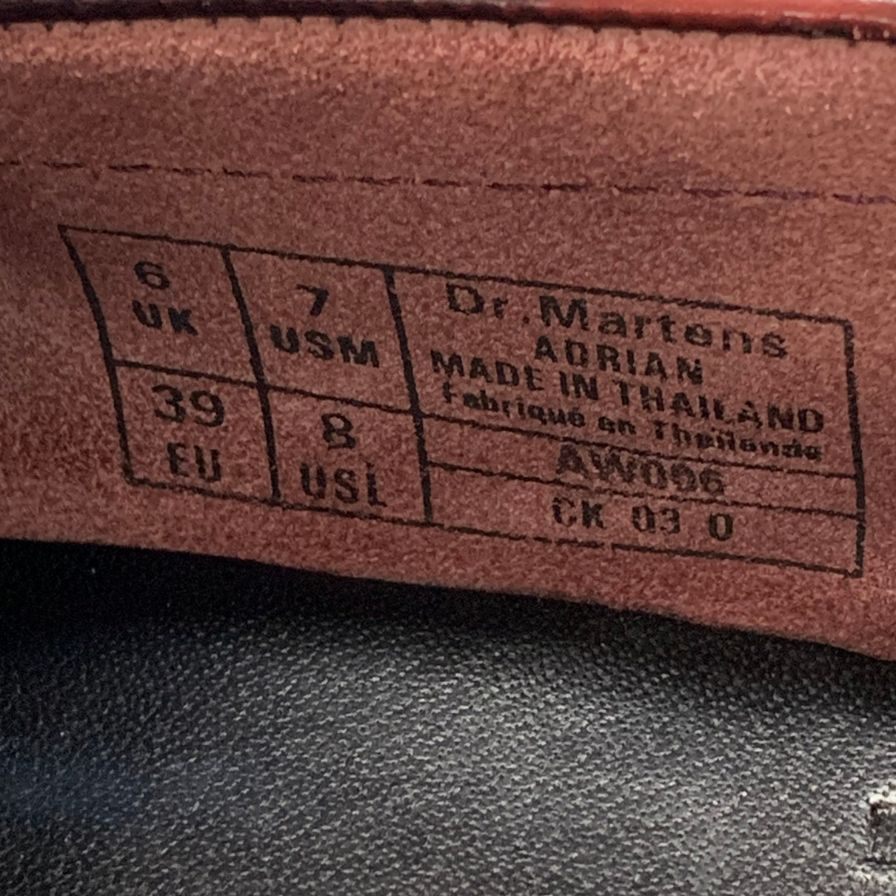 6
UK
7
USM
39
EU
8
USL
Dr.Martens
ADRIAN
MADE IN THAILAND
Fabriqué en Thaïlande
AW006
CK 03 0